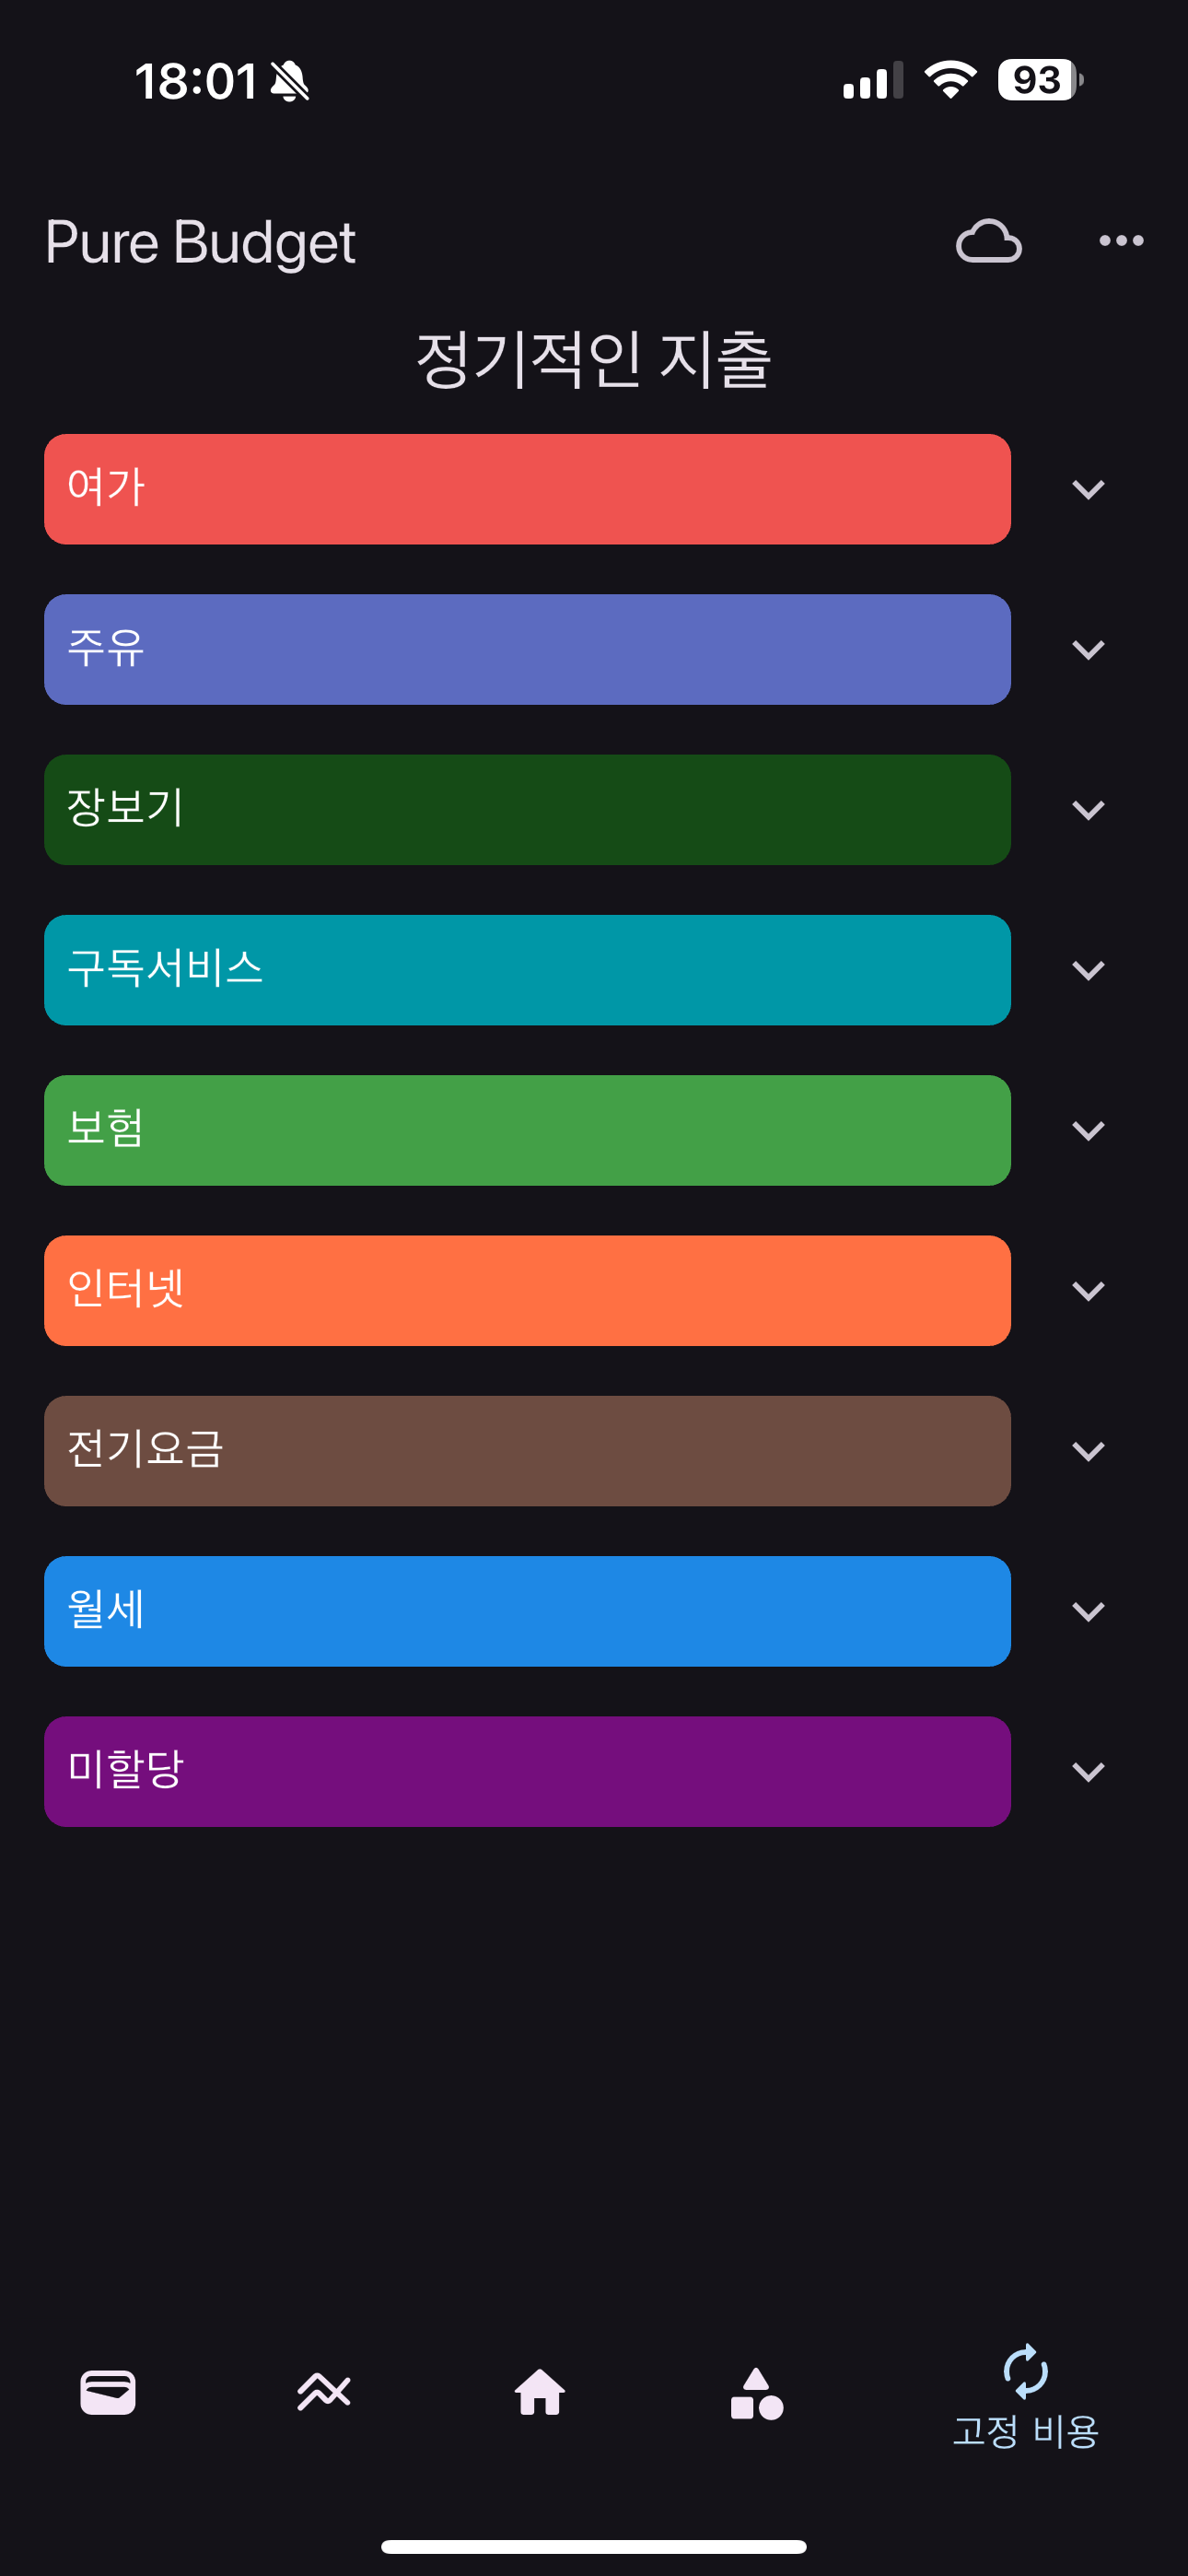 18:01
93
Pure Budget
정기적인 지출
여가
주유
장보기
구독서비스
보험
인터넷
전기요금
월세
미할당
고정 비용